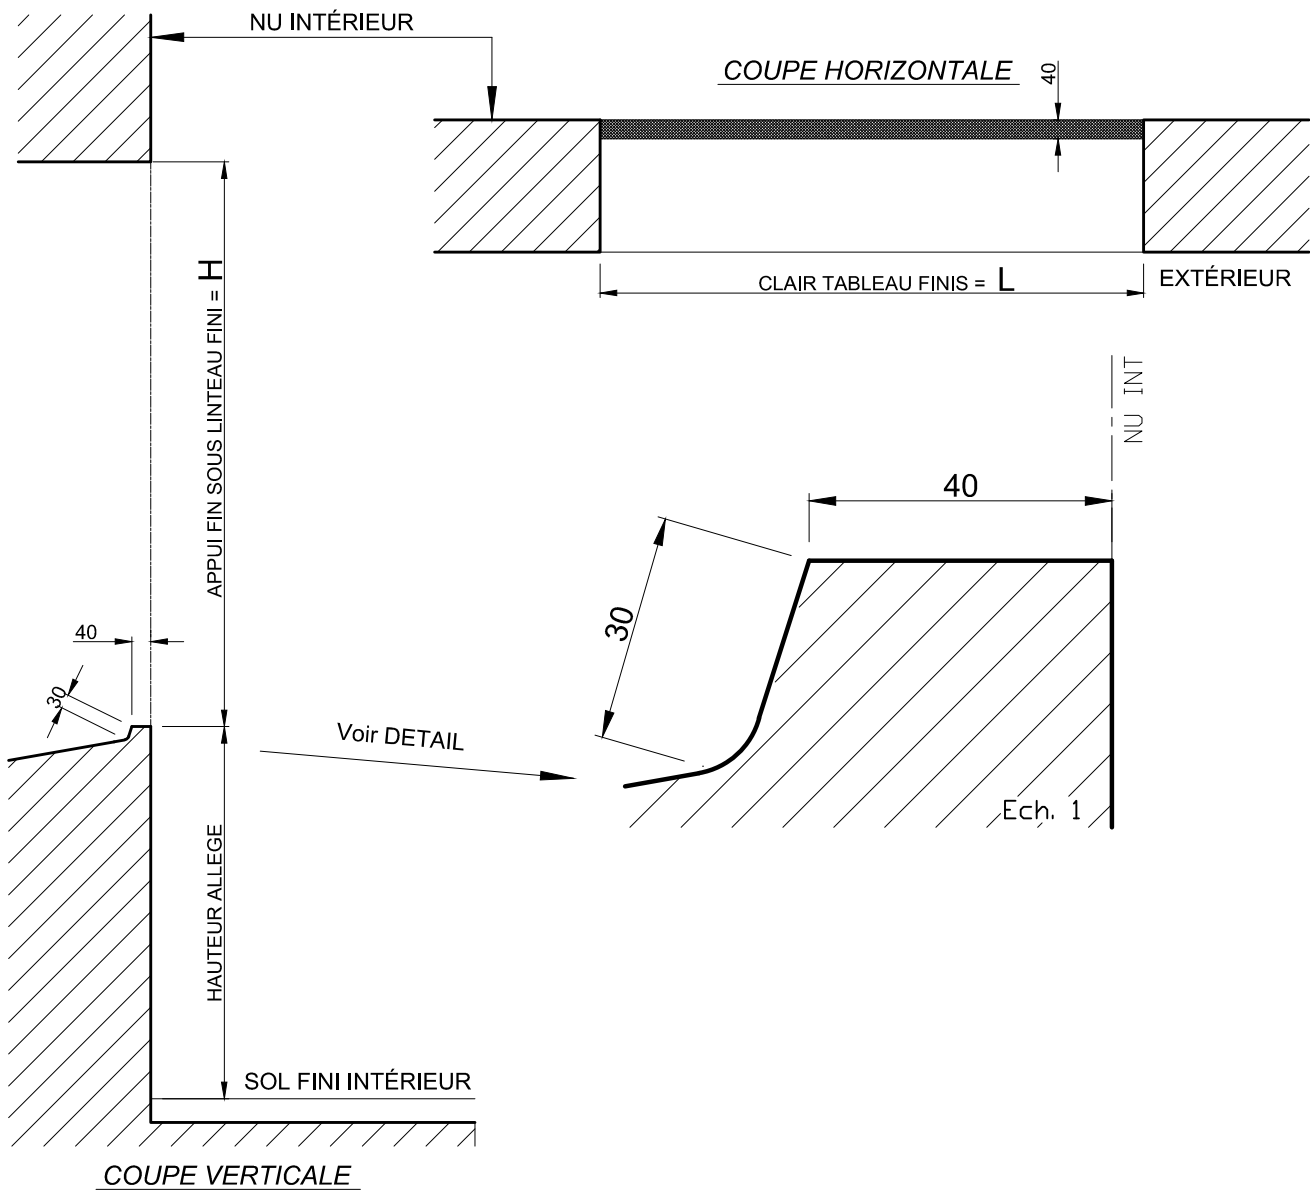 NU INTÉRIEUR
COUPE HORIZONTALE
40
CLAIR TABLEAU FINIS = L
EXTÉRIEUR
APPUI FIN SOUS LINTEAU FINI = H
NU INT
40
30
40
30
Voir DETAIL
Ech. 1
HAUTEUR ALLEGE
SOL FINI INTÉRIEUR
COUPE VERTICALE